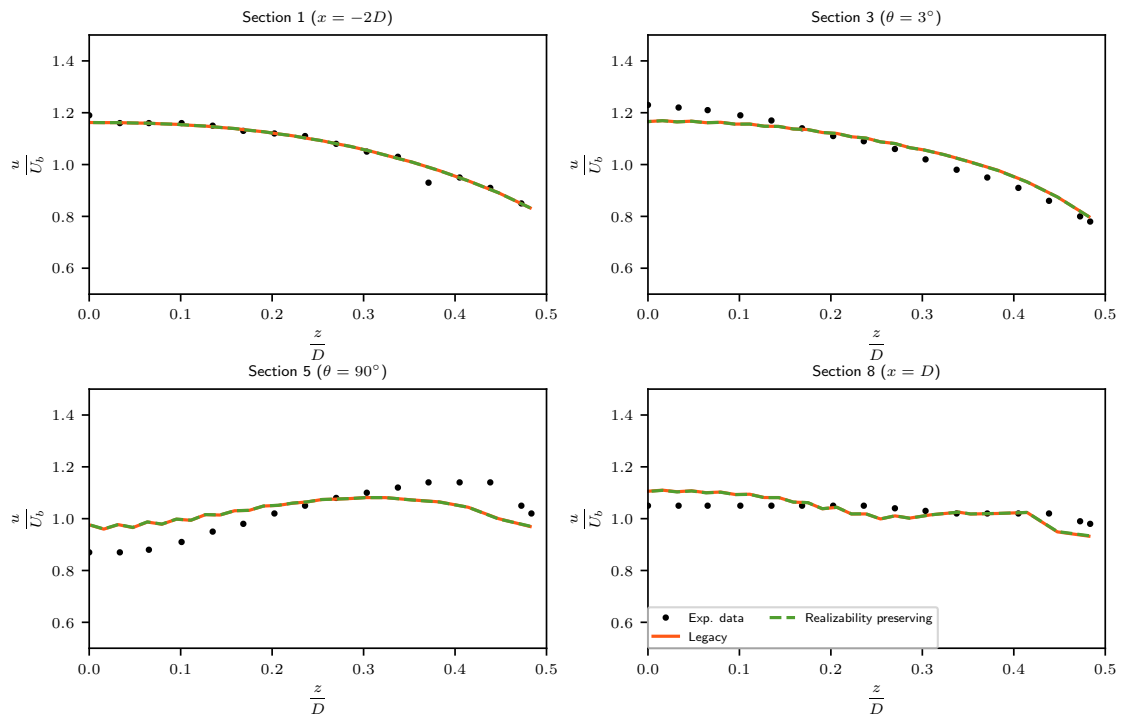 Section 1 (x = −2D)
1.4
1.2
1.0
0.8
0.6
u
U_b
0.0 0.1 0.2 0.3 0.4 0.5
z
D
Section 3 (θ = 3°)
1.4
1.2
1.0
0.8
0.6
u
U_b
0.0 0.1 0.2 0.3 0.4 0.5
z
D
Section 5 (θ = 90°)
1.4
1.2
1.0
0.8
0.6
u
U_b
0.0 0.1 0.2 0.3 0.4 0.5
z
D
Section 8 (x = D)
1.4
1.2
1.0
0.8
0.6
u
U_b
Exp. data
Legacy
Realizability preserving
0.0 0.1 0.2 0.3 0.4 0.5
z
D